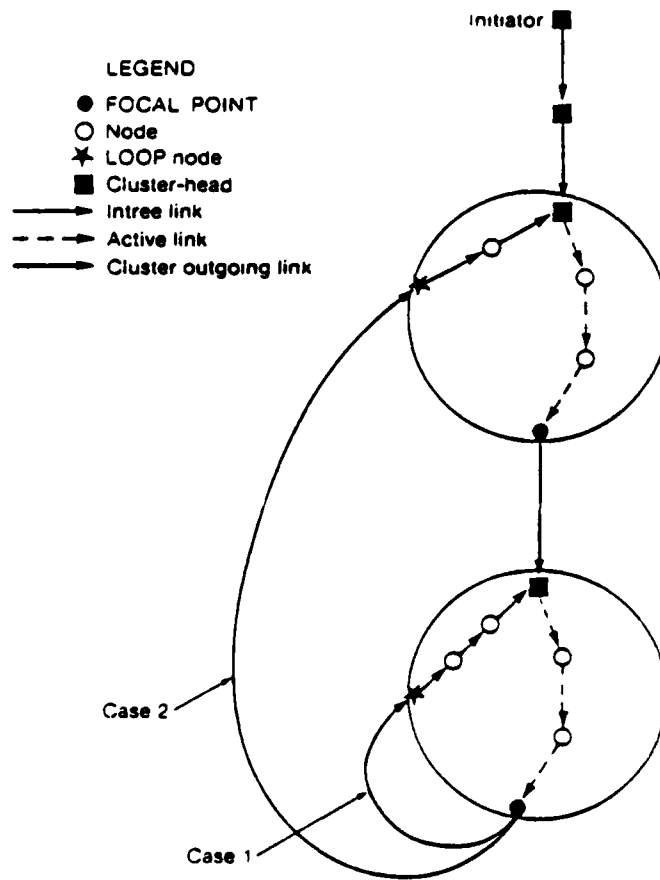 Initiator
LEGEND
FOCAL POINT
Node
LOOP node
Cluster-head
Intree link
Active link
Cluster outgoing link
Case 2
Case 1